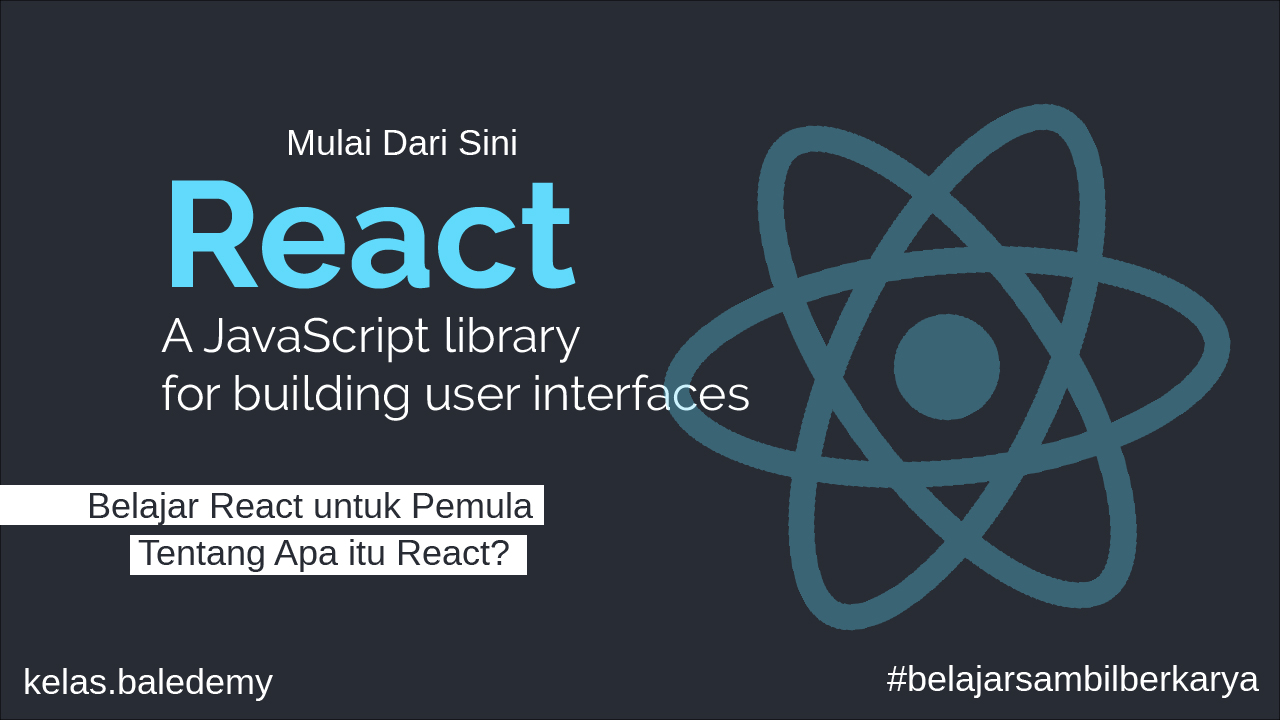 Mulai Dari Sini
React
A JavaScript library
for building user interfaces
Belajar React untuk Pemula
Tentang Apa itu React?
kelas.baledemy
#belajarsambilberkarya